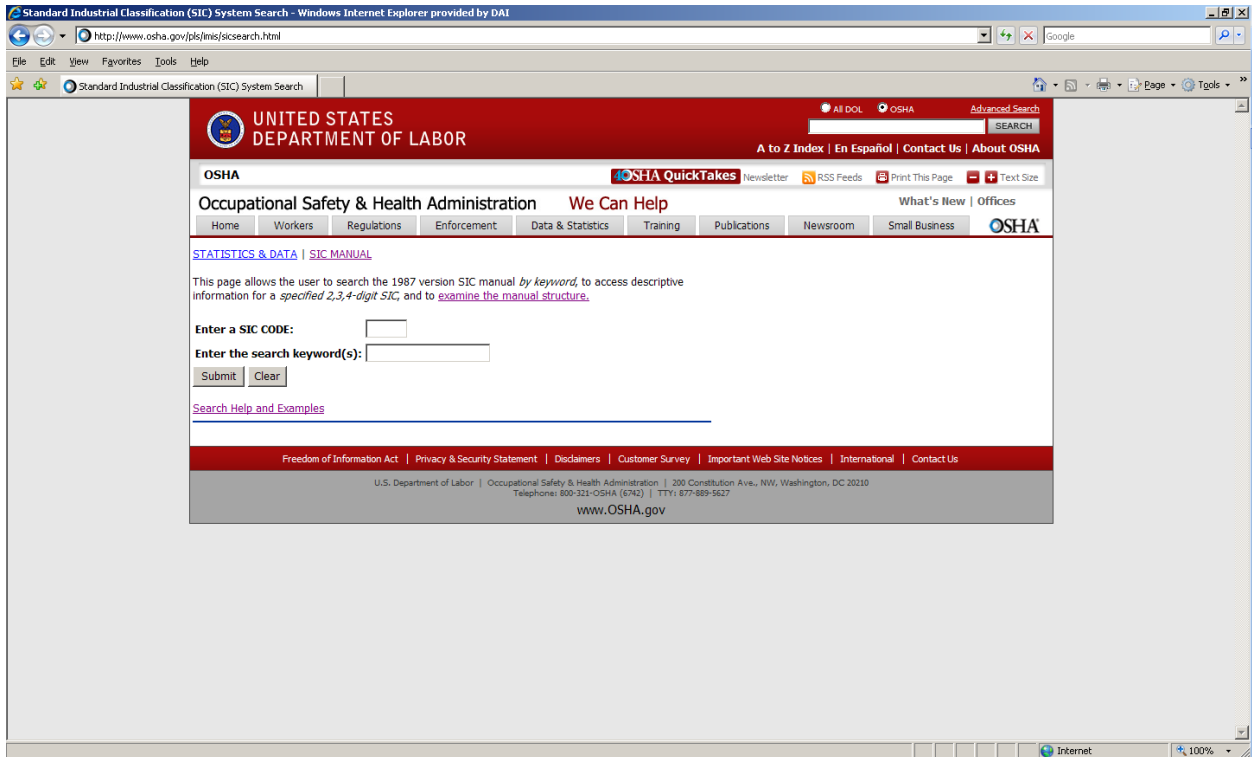 Standard Industrial Classification (SIC) System Search - Windows Internet Explorer provided by DAI
http://www.osha.gov/pls/imis/sicsearch.html
Google
File Edit View Favorites Tools Help
Standard Industrial Classification (SIC) System Search
Page Tools »
UNITED STATES
DEPARTMENT OF LABOR
All DOL OSHA Advanced Search
SEARCH
A to Z Index | En Español | Contact Us | About OSHA
OSHA
OSHA QuickTakes Newsletter RSS Feeds Print This Page Text Size
Occupational Safety & Health Administration We Can Help
What's New | Offices
Home Workers Regulations Enforcement Data & Statistics Training Publications Newsroom Small Business OSHA
STATISTICS & DATA | SIC MANUAL
This page allows the user to search the 1987 version SIC manual by keyword, to access descriptive
information for a specified 2,3,4-digit SIC, and to examine the manual structure.
Enter a SIC CODE:
Enter the search keyword(s):
Submit Clear
Search Help and Examples
Freedom of Information Act | Privacy & Security Statement | Disclaimers | Customer Survey | Important Web Site Notices | International | Contact Us
U.S. Department of Labor | Occupational Safety & Health Administration | 200 Constitution Ave., NW, Washington, DC 20210
Telephone: 800-321-OSHA (6742) | TTY: 877-889-5627
www.OSHA.gov
Internet 100%